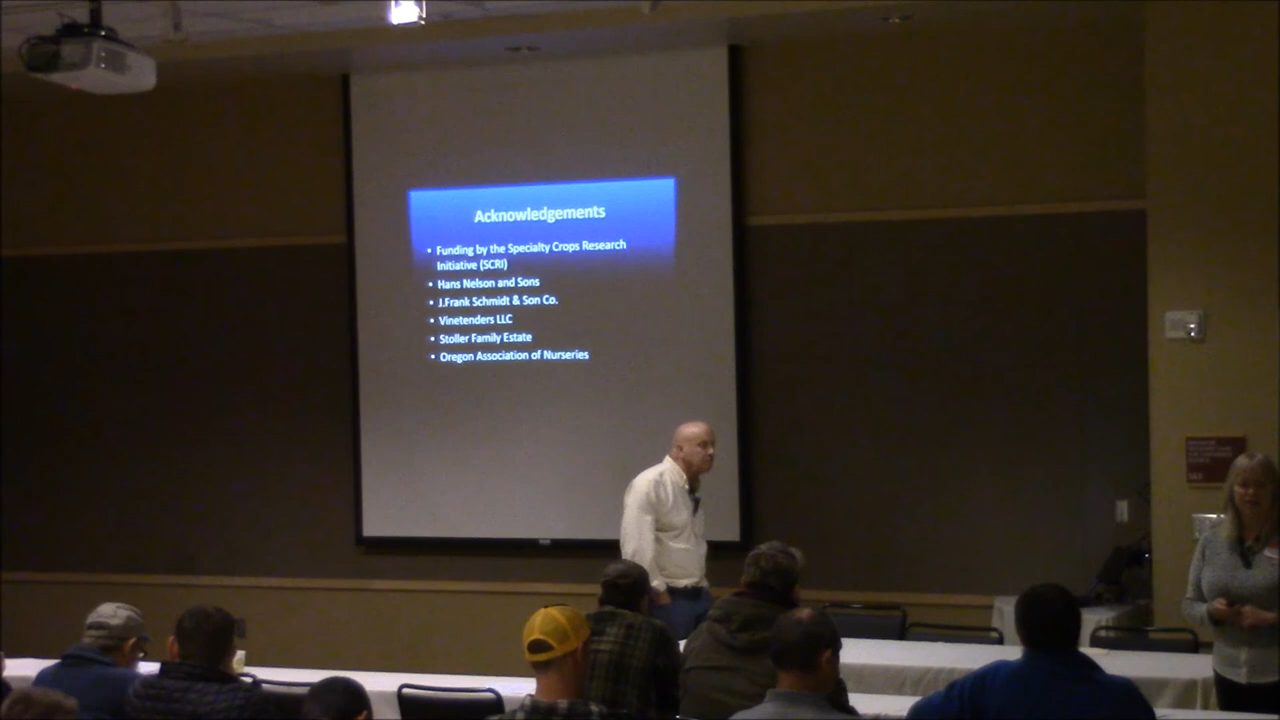 Acknowledgements
• Funding by the Specialty Crops Research
Initiative (SCRI)
• Hans Nelson and Sons
• J.Frank Schmidt & Son Co.
• Vinetenders LLC
• Stoller Family Estate
• Oregon Association of Nurseries